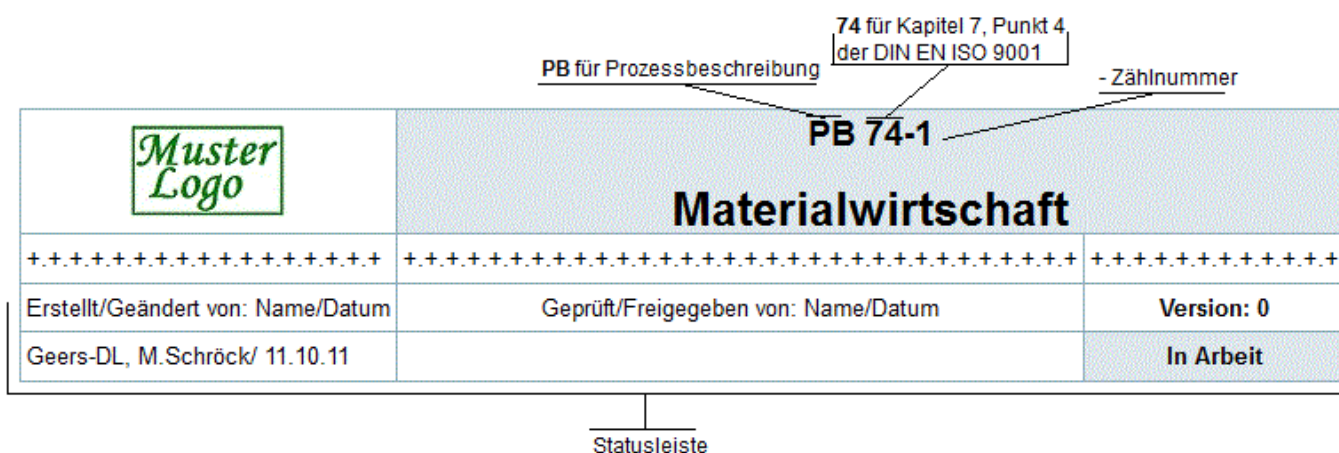 74 für Kapitel 7, Punkt 4
der DIN EN ISO 9001
PB für Prozessbeschreibung
- Zählnummer
PB 74-1
Muster
Logo
Materialwirtschaft
+.+.+.+.+.+.+.+.+.+.+.+.+.+.+.+.+ +.+.+.+.+.+.+.+.+.+.+.+.+.+.+.+.+.+.+.+.+.+.+.+.+.+.+.+.+.+.+.+ +.+.+.+.+.+.+.+.+.+.+.+
Erstellt/Geändert von: Name/Datum Geprüft/Freigegeben von: Name/Datum Version: 0
Geers-DL, M.Schröck/ 11.10.11 In Arbeit
Statusleiste